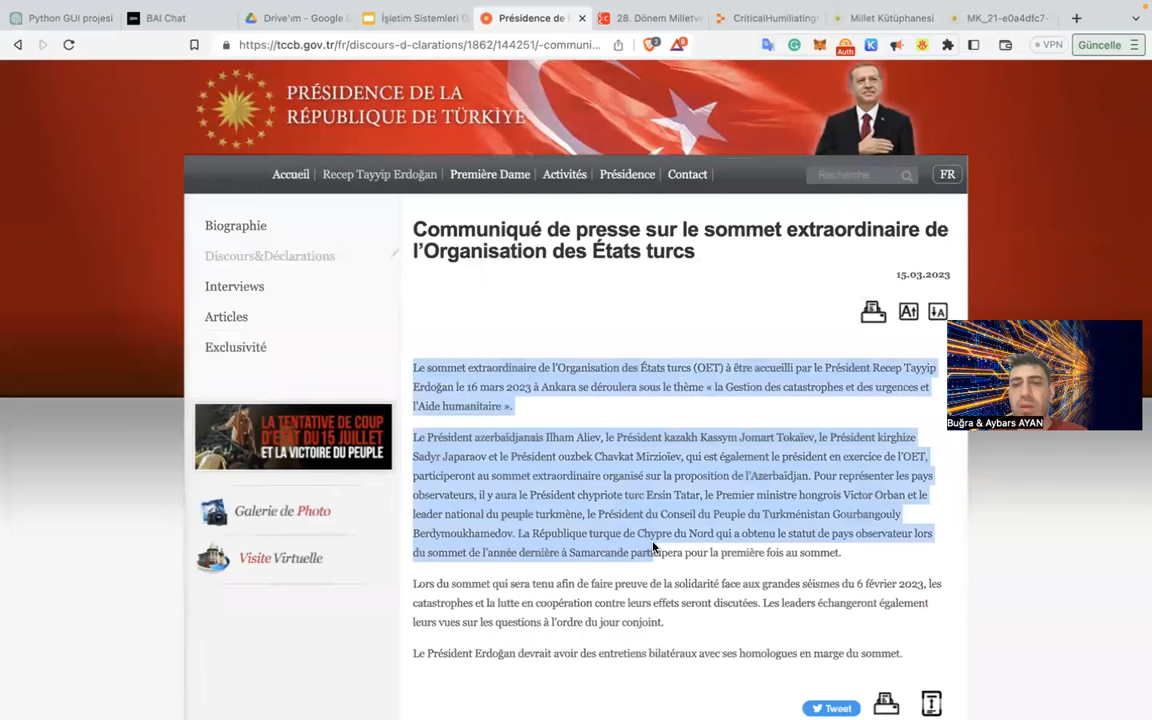 Python GUI projesi
BAI Chat
Drive'ım - Google
İşletim Sistemleri
Présidence de
28. Dönem Milletv
CriticalHumiliating
Millet Kütüphanesi
MK_21-e0a4dfc7-
https://tccb.gov.tr/fr/discours-d-clarations/1862/144251/-communi...
Auth
VPN
Güncelle
PRÉSIDENCE DE LA
RÉPUBLIQUE DE TÜRKİYE
Accueil
Recep Tayyip Erdoğan
Première Dame
Activités
Présidence
Contact
Recherche...
FR
Biographie
Discours&Déclarations
Interviews
Articles
Exclusivité
LA TENTATIVE DE COUP
D'ETAT DU 15 JUILLET
ET LA VICTOIRE DU PEUPLE
Galerie de Photo
Visite Virtuelle
Communiqué de presse sur le sommet extraordinaire de
l'Organisation des États turcs
15.03.2023
Le sommet extraordinaire de l'Organisation des États turcs (OET) à être accueilli par le Président Recep Tayyip
Erdoğan le 16 mars 2023 à Ankara se déroulera sous le thème « la Gestion des catastrophes et des urgences et
l'Aide humanitaire ».
Le Président azerbaïdjanais Ilham Aliev, le Président kazakh Kassym Jomart Tokaïev, le Président kirghize
Sadyr Japaraov et le Président ouzbek Chavkat Mirzioïev, qui est également le président en exercice de l'OET,
participeront au sommet extraordinaire organisé sur la proposition de l'Azerbaïdjan. Pour représenter les pays
observateurs, il y aura le Président chypriote turc Ersin Tatar, le Premier ministre hongrois Victor Orban et le
leader national du peuple turkmène, le Président du Conseil du Peuple du Turkménistan Gourbangouly
Berdymoukhamedov. La République turque de Chypre du Nord qui a obtenu le statut de pays observateur lors
du sommet de l'année dernière à Samarcande participera pour la première fois au sommet.
Lors du sommet qui sera tenu afin de faire preuve de la solidarité face aux grandes séismes du 6 février 2023, les
catastrophes et la lutte en coopération contre leurs effets seront discutées. Les leaders échangeront également
leurs vues sur les questions à l'ordre du jour conjoint.
Le Président Erdoğan devrait avoir des entretiens bilatéraux avec ses homologues en marge du sommet.
Tweet
Buğra & Aybars AYAN